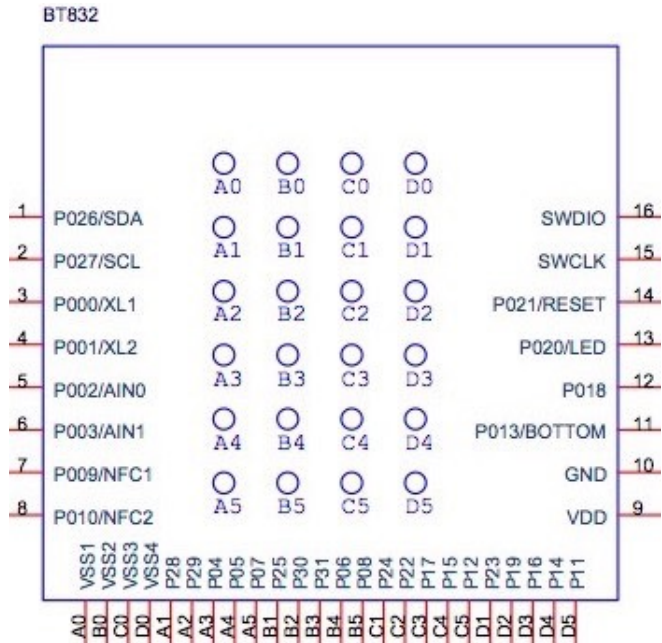 BT832
A0 B0 C0 D0
1 P026/SDA SWDIO 16
A1 B1 C1 D1
2 P027/SCL SWCLK 15
3 P000/XL1 P021/RESET 14
A2 B2 C2 D2
4 P001/XL2 P020/LED 13
A3 B3 C3 D3
5 P002/AIN0 P018 12
6 P003/AIN1 P013/BOTTOM 11
A4 B4 C4 D4
7 P009/NFC1 GND 10
A5 B5 C5 D5
8 P010/NFC2 VDD 9
VSS1 VSS2 VSS3 VSS4 P28 P29 P04 P05 P07 P25 P30 P31 P06 P08 P24 P22 P17 P15 P12 P23 P19 P16 P14 P11
A0 B0 C0 D0 A1 A2 A3 A4 A5 B1 B2 B3 B4 B5 C1 C2 C3 C4 C5 D1 D2 D3 D4 D5